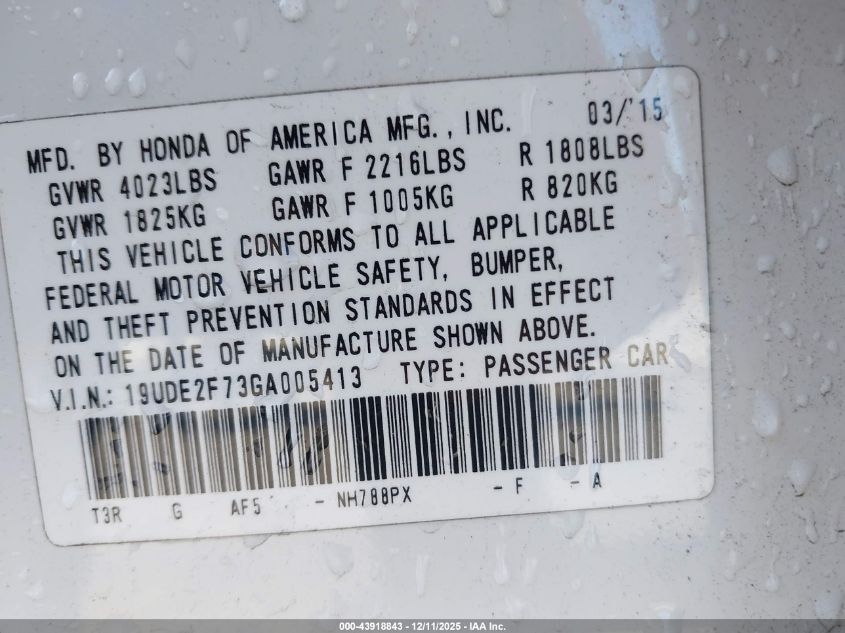 MFD. BY HONDA OF AMERICA MFG., INC. 03/'15
GVWR 4023LBS GAWR F 2216LBS R 1808LBS
GVWR 1825KG GAWR F 1005KG R 820KG
THIS VEHICLE CONFORMS TO ALL APPLICABLE
FEDERAL MOTOR VEHICLE SAFETY, BUMPER,
AND THEFT PREVENTION STANDARDS IN EFFECT
ON THE DATE OF MANUFACTURE SHOWN ABOVE.
V.I.N.: 19UDE2F73GA005413 TYPE: PASSENGER CAR
T3R G AF5 - NH788PX - F - A
000-43918843 - 12/11/2025 - IAA Inc.